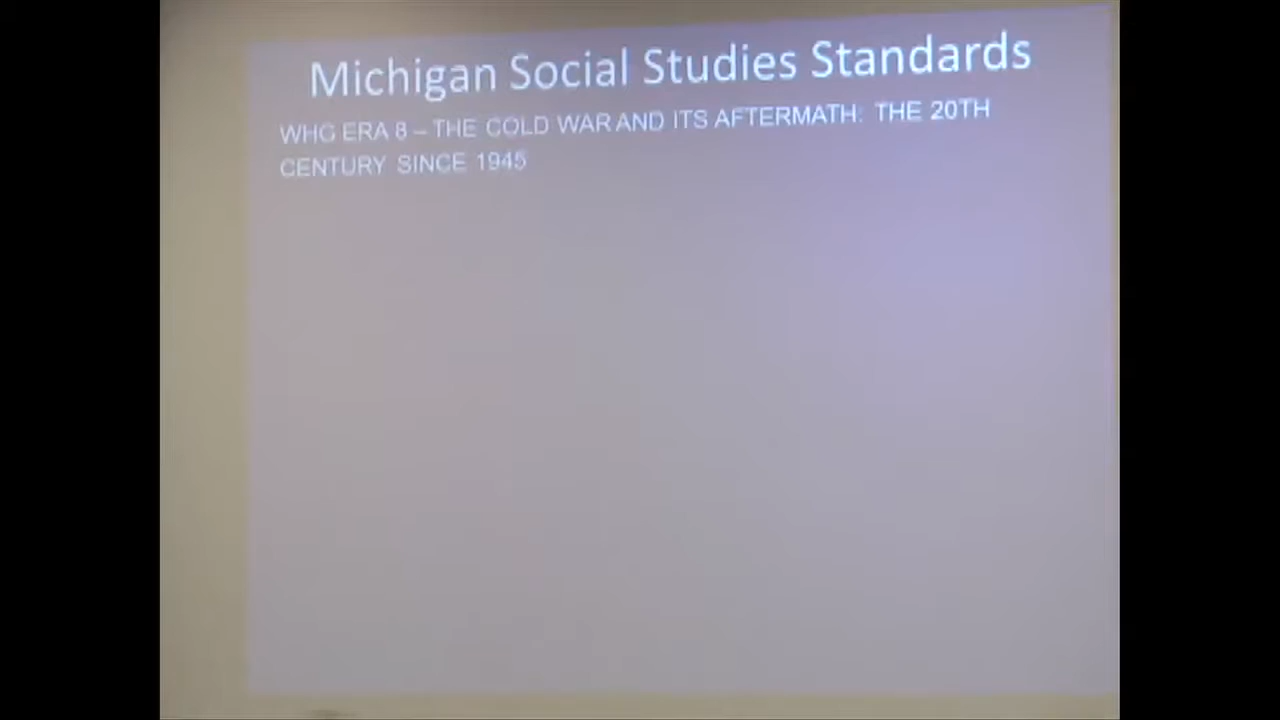 Michigan Social Studies Standards
WHG ERA 8 – THE COLD WAR AND ITS AFTERMATH: THE 20TH
CENTURY SINCE 1945